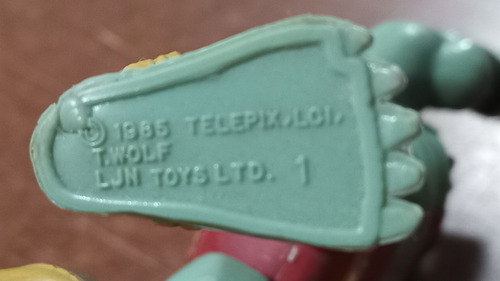 © 1985 TELEPIX, LCI,
T.WOLF
LJN TOYS LTD. 1